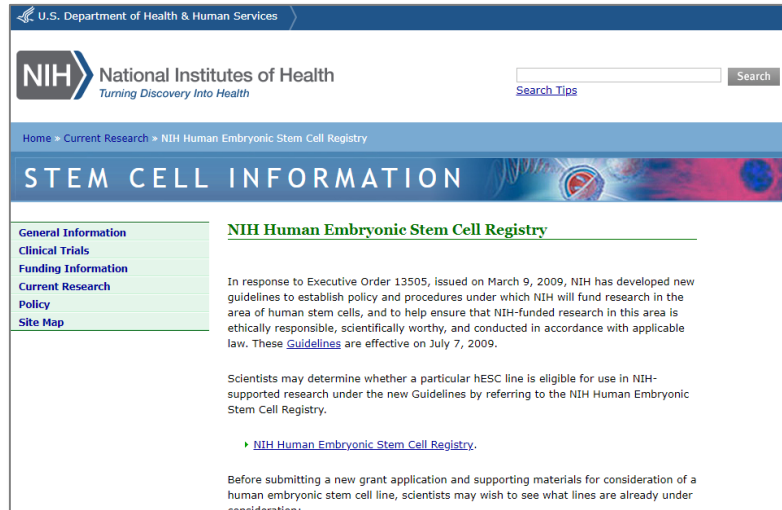 U.S. Department of Health & Human Services
NIH National Institutes of Health
Turning Discovery Into Health
Search
Search Tips
Home » Current Research » NIH Human Embryonic Stem Cell Registry
STEM CELL INFORMATION
General Information
Clinical Trials
Funding Information
Current Research
Policy
Site Map
NIH Human Embryonic Stem Cell Registry
In response to Executive Order 13505, issued on March 9, 2009, NIH has developed new
guidelines to establish policy and procedures under which NIH will fund research in the
area of human stem cells, and to help ensure that NIH-funded research in this area is
ethically responsible, scientifically worthy, and conducted in accordance with applicable
law. These Guidelines are effective on July 7, 2009.
Scientists may determine whether a particular hESC line is eligible for use in NIH-
supported research under the new Guidelines by referring to the NIH Human Embryonic
Stem Cell Registry.
NIH Human Embryonic Stem Cell Registry.
Before submitting a new grant application and supporting materials for consideration of a
human embryonic stem cell line, scientists may wish to see what lines are already under
consideration: